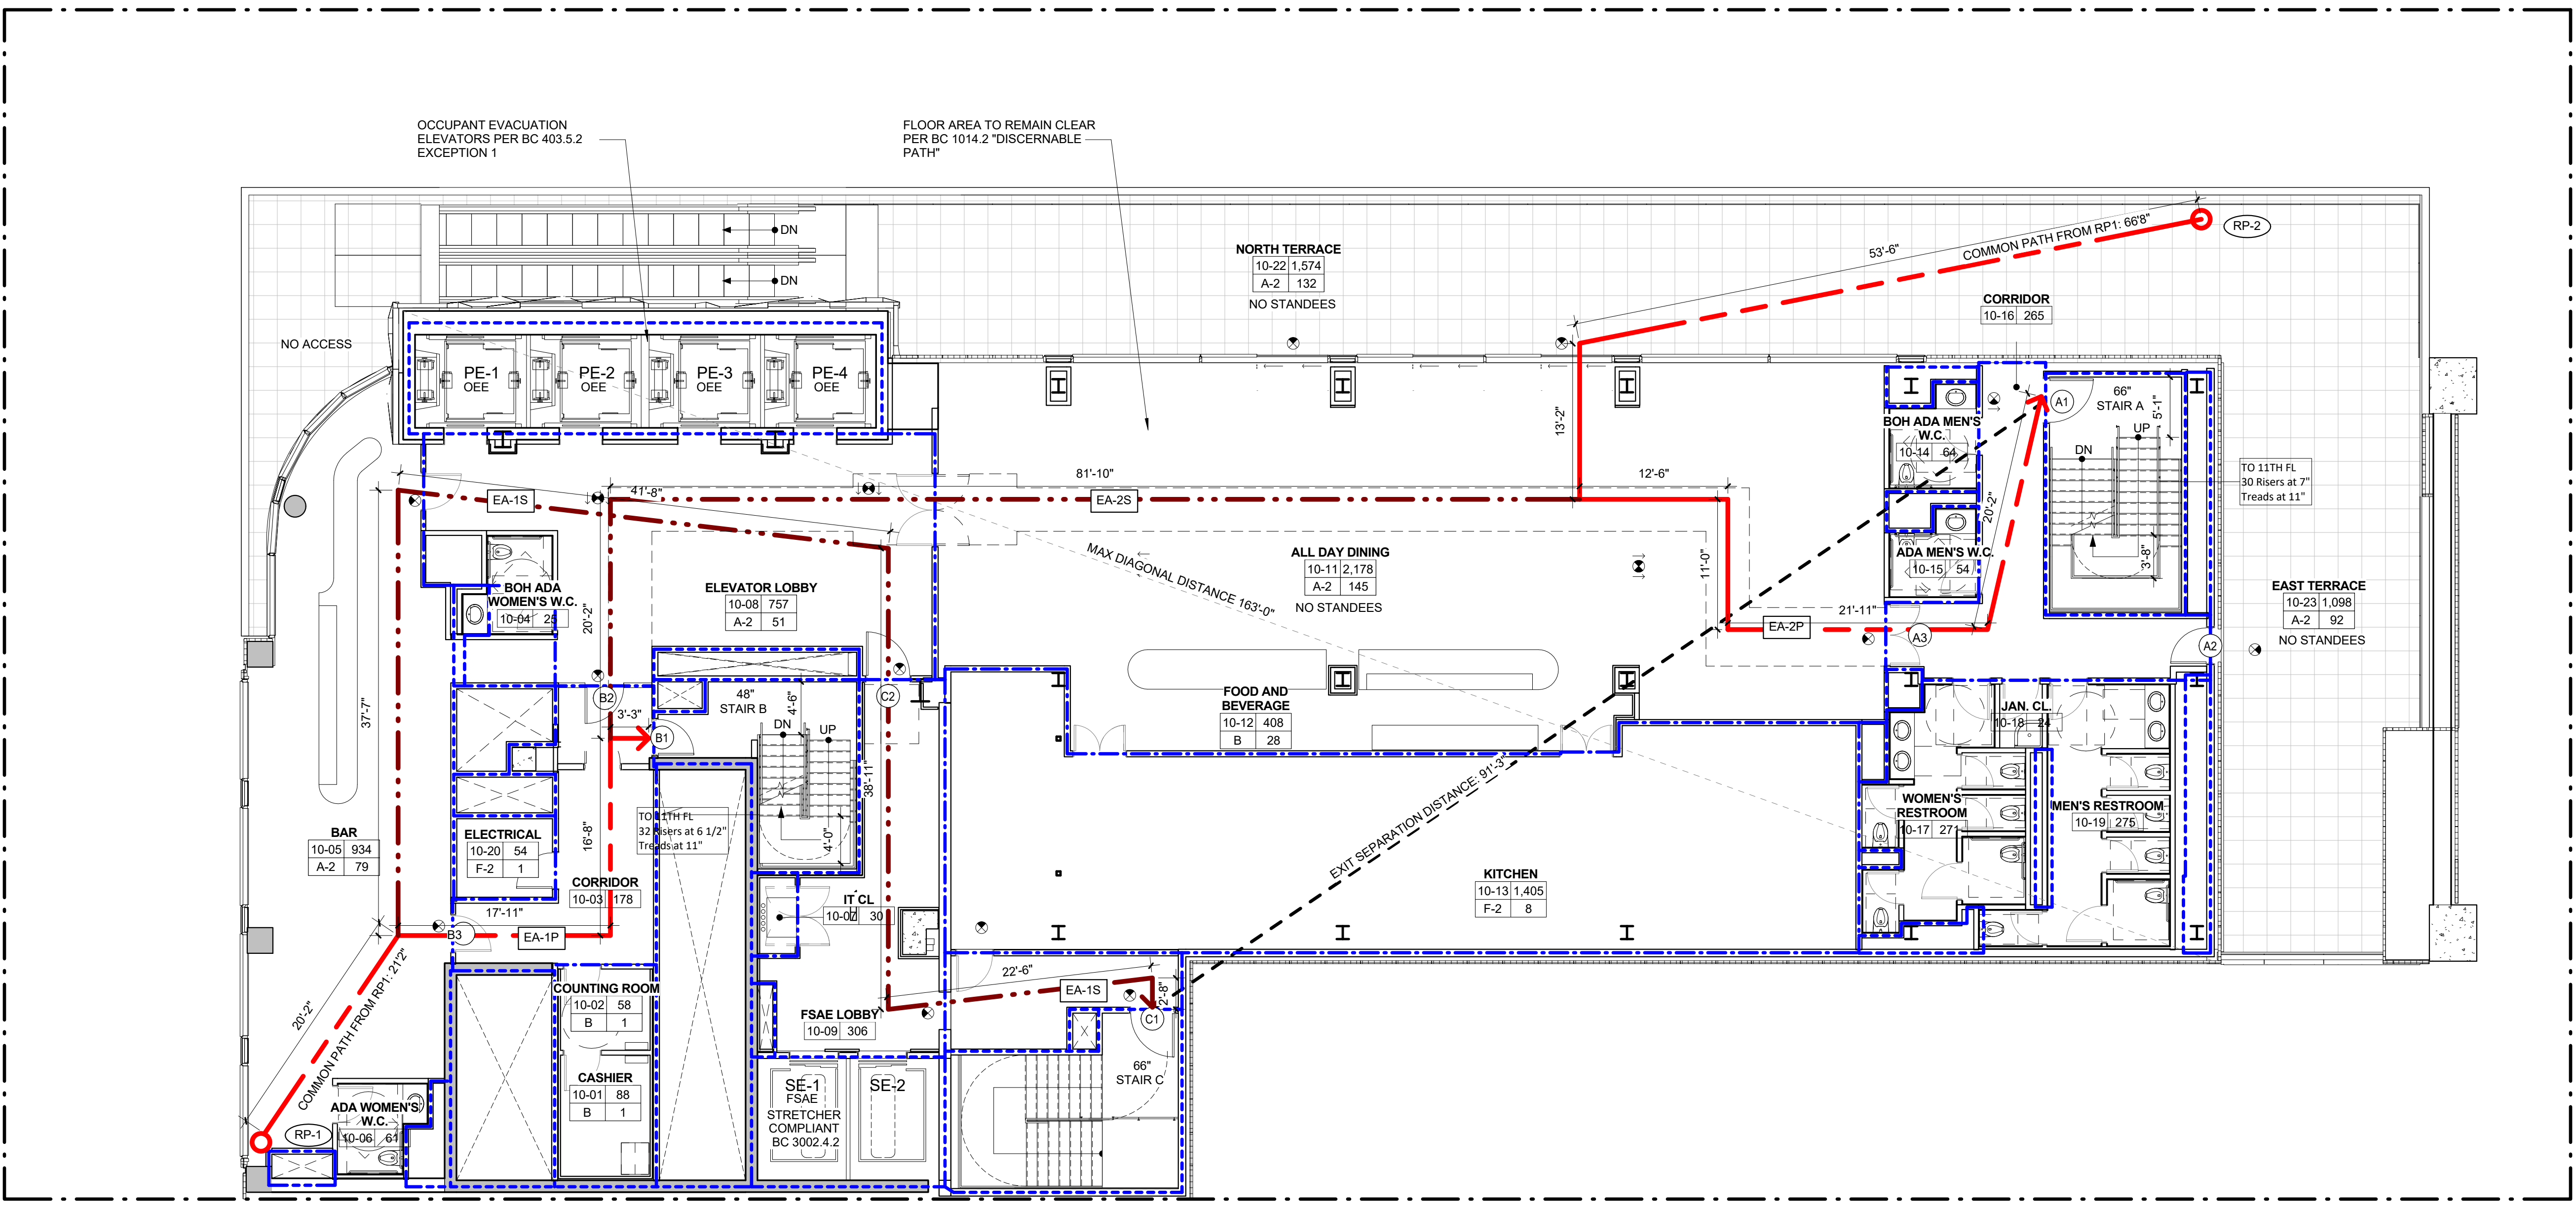 OCCUPANT EVACUATION
ELEVATORS PER BC 403.5.2
EXCEPTION 1
FLOOR AREA TO REMAIN CLEAR
PER BC 1014.2 "DISCERNABLE
PATH"
DN
DN
NORTH TERRACE
10-22 1,574
A-2 132
NO STANDEES
53'-6"
COMMON PATH FROM RP1: 66'8"
RP-2
CORRIDOR
10-16 265
NO ACCESS
PE-1
OEE
PE-2
OEE
PE-3
OEE
PE-4
OEE
13'-2"
BOH ADA MEN'S
W.C.
10-14 64
A1
66"
STAIR A
5'-1"
UP
DN
3'-8"
TO 11TH FL
30 Risers at 7"
Treads at 11"
EA-1S
41'-8"
81'-10"
EA-2S
12'-6"
20'-2"
11'-0"
MAX DIAGONAL DISTANCE 163'-0"
ALL DAY DINING
10-11 2,178
A-2 145
NO STANDEES
ADA MEN'S W.C.
10-15 54
BOH ADA
WOMEN'S W.C.
10-04 25
20'-2"
ELEVATOR LOBBY
10-08 757
A-2 51
21'-11"
EA-2P
A3
A2
EAST TERRACE
10-23 1,098
A-2 92
NO STANDEES
37'-7"
B2
3'-3"
B1
48"
STAIR B
4'-6"
DN
UP
C2
FOOD AND
BEVERAGE
10-12 408
B 28
JAN. CL.
10-18 24
38'-11"
4'-0"
TO 11TH FL
32 Risers at 6 1/2"
Treads at 11"
16'-8"
BAR
10-05 934
A-2 79
ELECTRICAL
10-20 54
F-2 1
CORRIDOR
10-03 178
17'-11"
B3
EA-1P
EXIT SEPARATION DISTANCE: 91'-3"
KITCHEN
10-13 1,405
F-2 8
WOMEN'S
RESTROOM
10-17 271
MEN'S RESTROOM
10-19 275
IT CL
10-07 30
20'-2"
COMMON PATH FROM RP1: 21'2"
COUNTING ROOM
10-02 58
B 1
FSAE LOBBY
10-09 306
22'-6"
EA-1S
2'-8"
C1
CASHIER
10-01 88
B 1
SE-1
FSAE
STRETCHER
COMPLIANT
BC 3002.4.2
SE-2
66"
STAIR C
ADA WOMEN'S
W.C.
10-06 61
RP-1